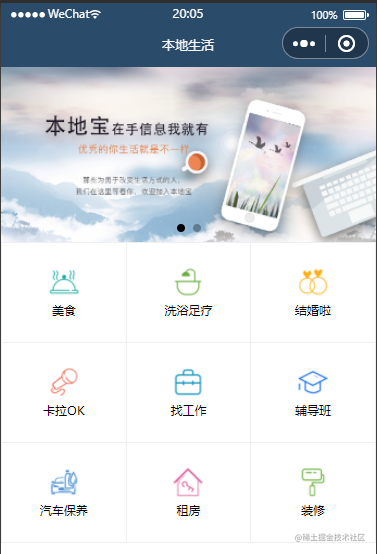 WeChat 20:05 100%
本地生活
本地宝在手信息我就有
优秀的你生活就是不一样
那些为勇于改变生活方式的人，
我们在这里等着你，欢迎加入本地宝
美食 洗浴足疗 结婚啦
卡拉OK 找工作 辅导班
汽车保养 租房 装修
@稀土掘金技术社区